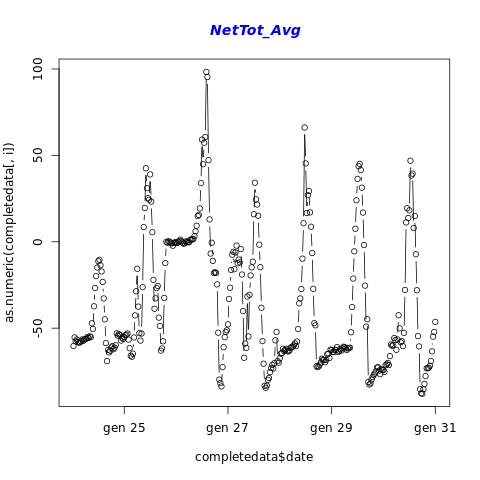 NetTot_Avg
as.numeric(completedata[, i])
100
50
0
-50
gen 25
gen 27
gen 29
gen 31
completedata$date